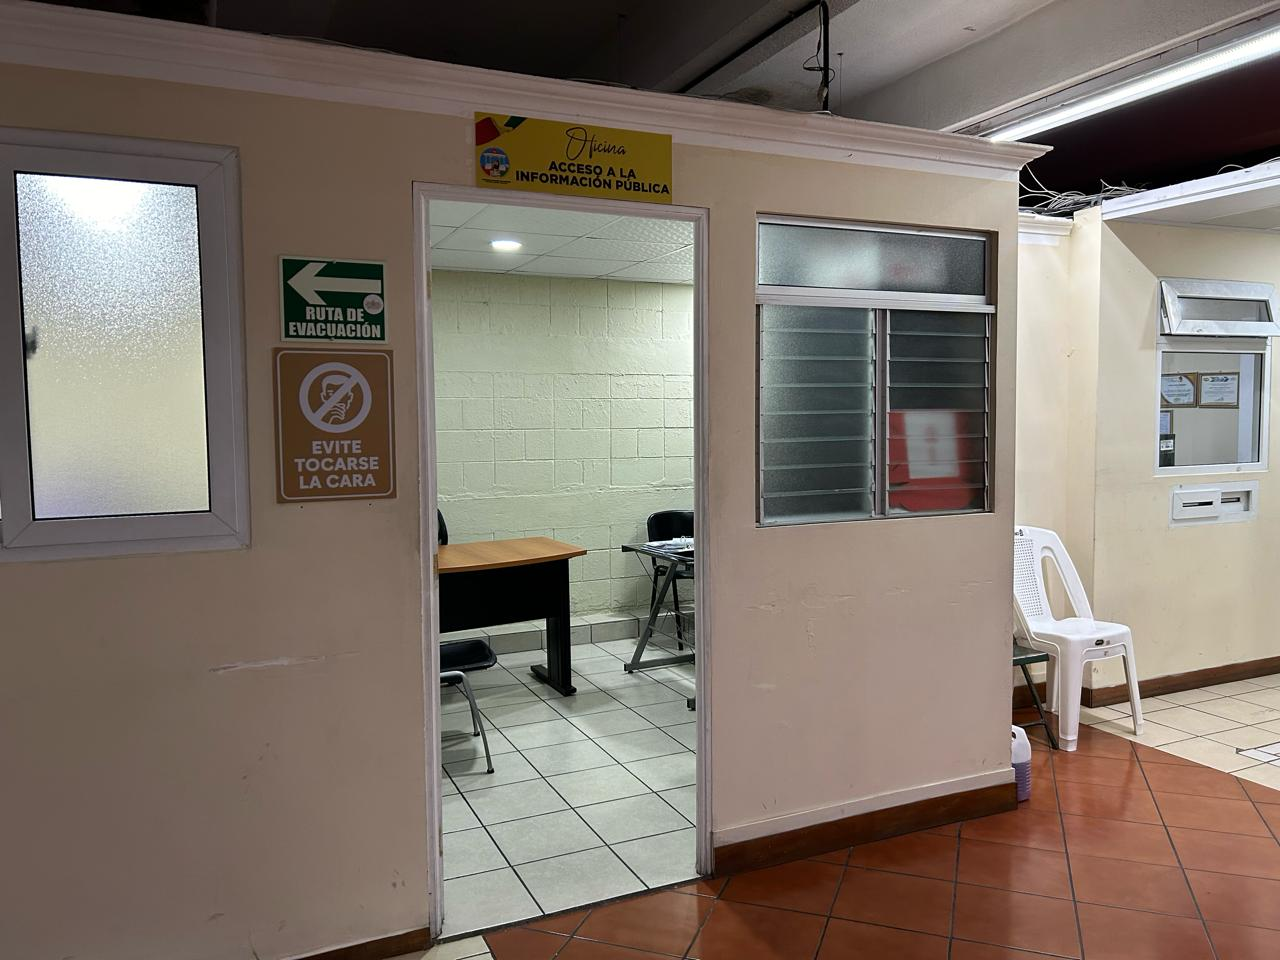 Oficina
ACCESO A LA
INFORMACIÓN PÚBLICA
RUTA DE
EVACUACIÓN
EVITE
TOCARSE
LA CARA